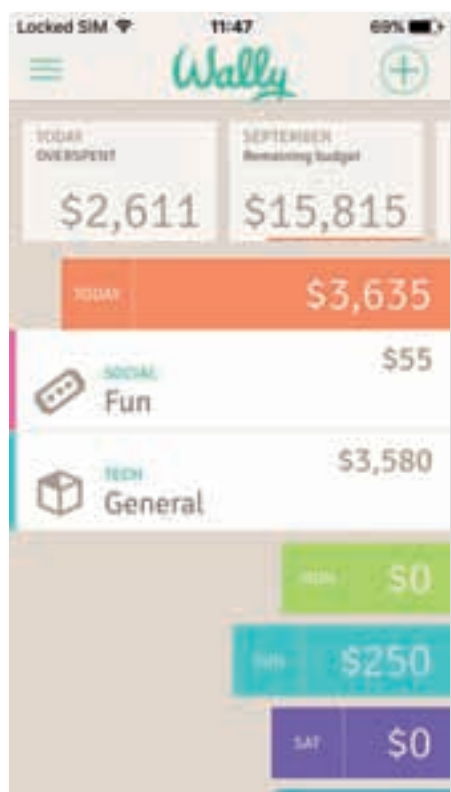 Locked SIM 11:47 69%
Wally
TODAY SEPTEMBER
OVERSPENT Remaining budget
$2,611 $15,815
TODAY $3,635
SOCIAL $55
Fun
TECH $3,580
General
$0
SUN $250
SAT $0